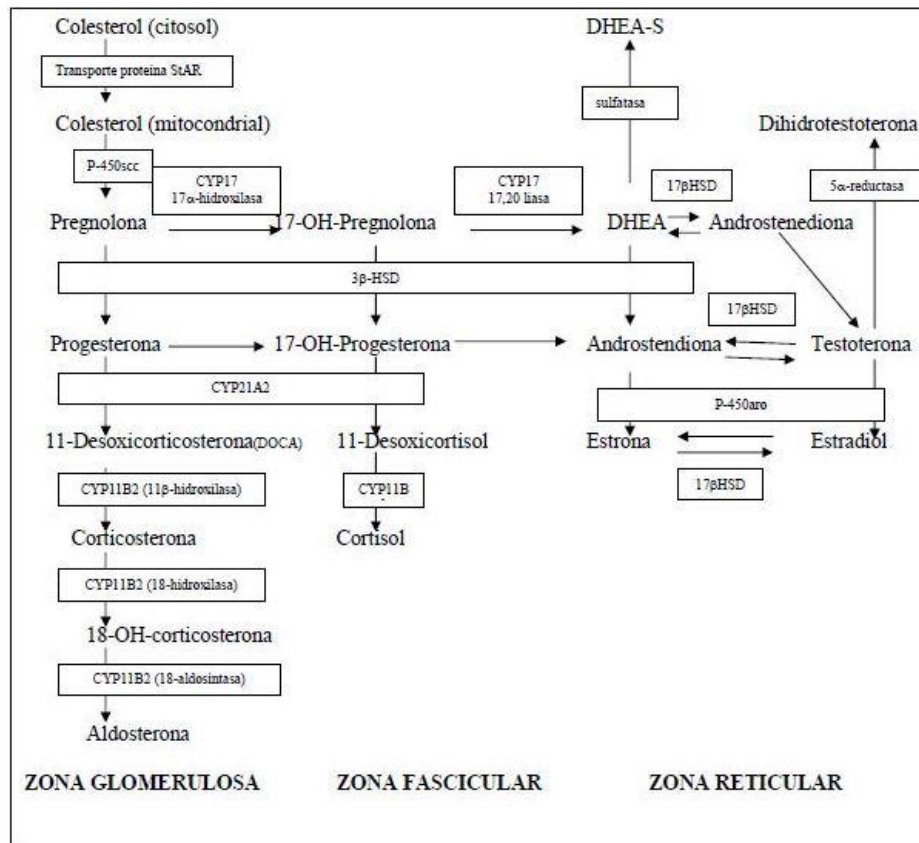 Colesterol (citosol)
DHEA-S
Transporte proteina StAR
sulfatasa
Colesterol (mitocondrial)
Dihidrotestoterona
P-450scc
CYP17
17α-hidroxilasa
CYP17
17,20 liasa
17βHSD
5α-reductasa
Pregnolona
17-OH-Pregnolona
DHEA
Androstenediona
3β-HSD
17βHSD
Progesterona
17-OH-Progesterona
Androstendiona
Testoterona
CYP21A2
P-450aro
11-Desoxicorticosterona(DOCA)
11-Desoxicortisol
Estrona
Estradiol
CYP11B2 (11β-hidroxilasa)
CYP11B
17βHSD
Corticosterona
Cortisol
CYP11B2 (18-hidroxilasa)
18-OH-corticosterona
CYP11B2 (18-aldosintasa)
Aldosterona
ZONA GLOMERULOSA
ZONA FASCICULAR
ZONA RETICULAR